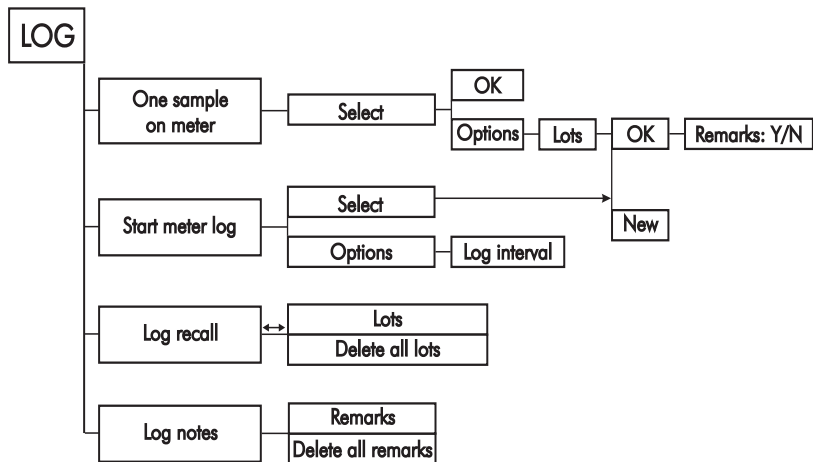 LOG
One sample
on meter
Select
OK
Options
Lots
OK
Remarks: Y/N
New
Start meter log
Select
Options
Log interval
Log recall
Lots
Delete all lots
Log notes
Remarks
Delete all remarks